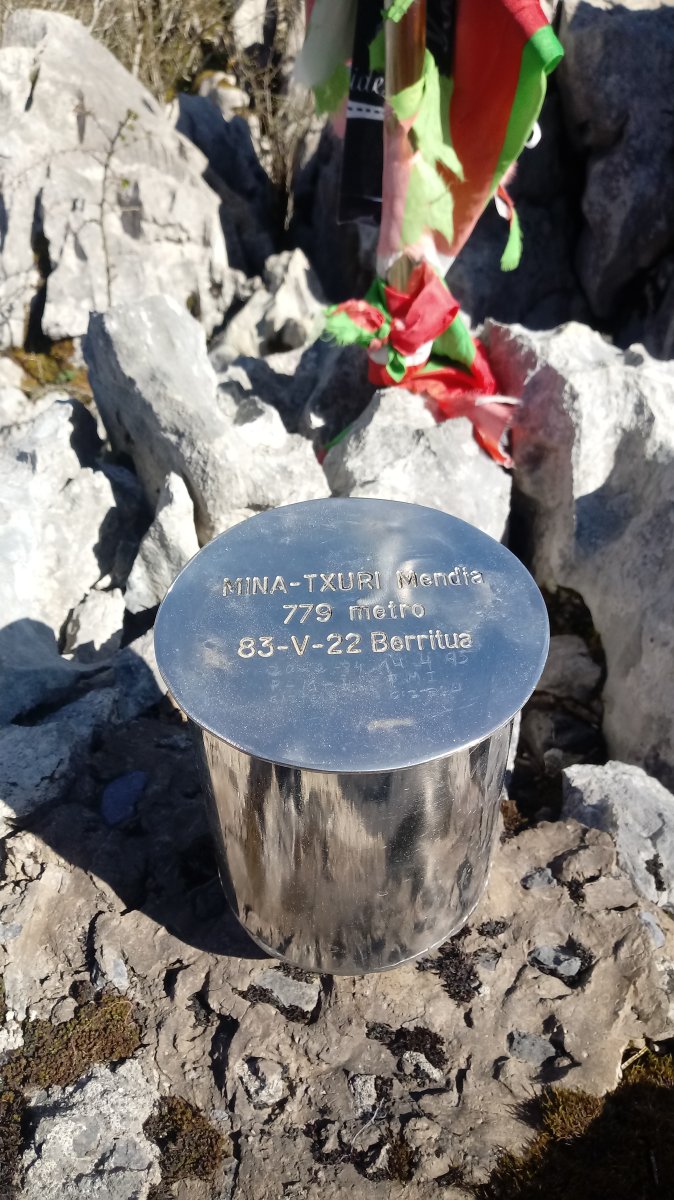 MINA-TXURI Mendia
779 metro
83-V-22 Berritua